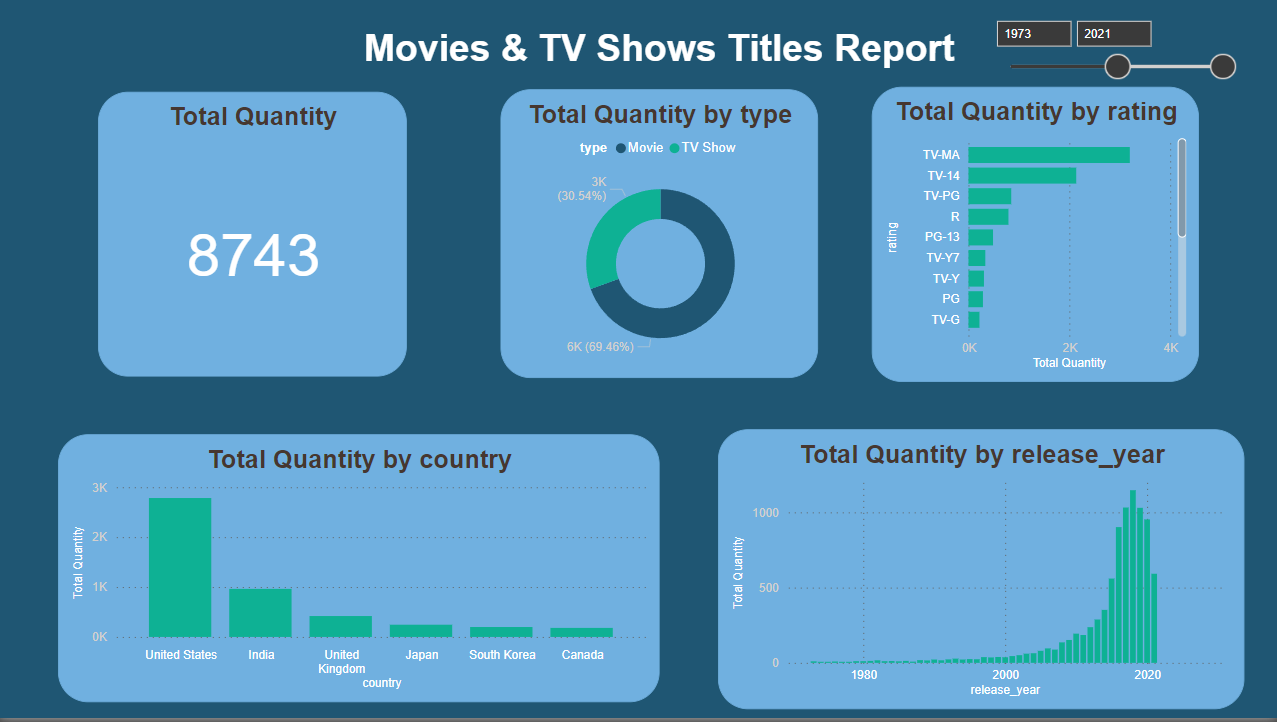 Movies & TV Shows Titles Report
1973
2021
Total Quantity
8743
Total Quantity by type
type Movie TV Show
3K
(30.54%)
6K (69.46%)
Total Quantity by rating
rating
TV-MA
TV-14
TV-PG
R
PG-13
TV-Y7
TV-Y
PG
TV-G
0K 2K 4K
Total Quantity
Total Quantity by country
Total Quantity
3K
2K
1K
0K
United States India United Japan South Korea Canada
Kingdom
country
Total Quantity by release_year
Total Quantity
1000
500
0
1980 2000 2020
release_year